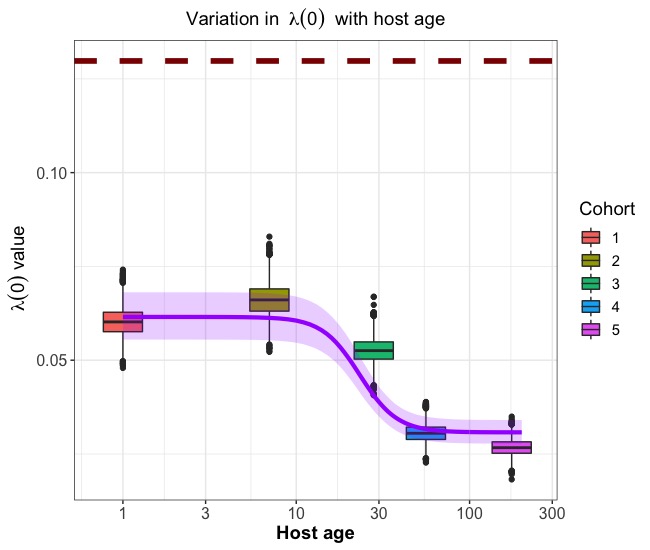 Variation in λ(0) with host age
λ(0) value
0.10
0.05
1 3 10 30 100 300
Host age
Cohort
1
2
3
4
5